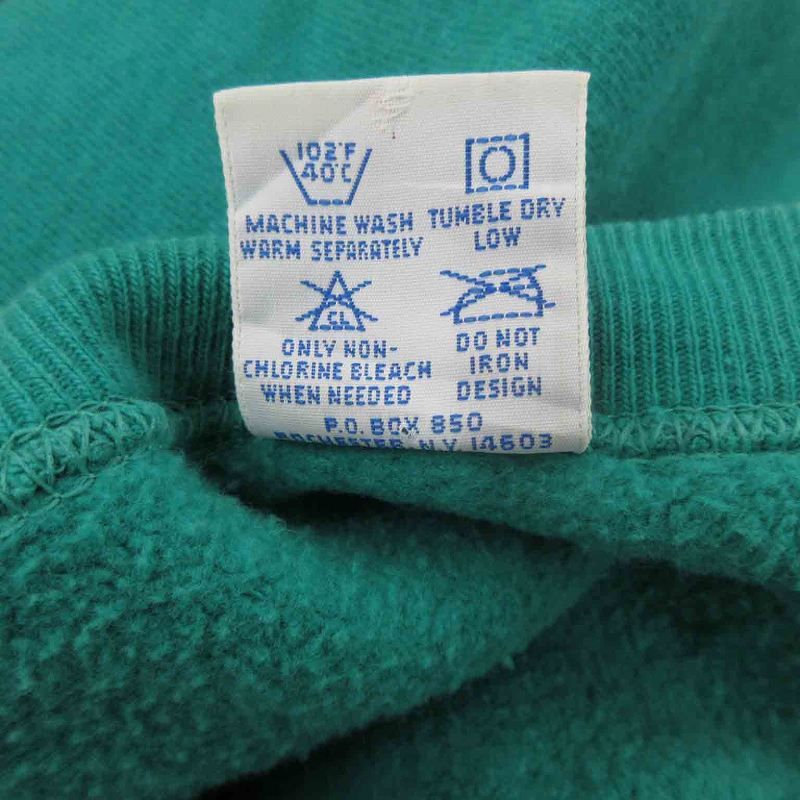 102°F
40°C
MACHINE WASH
WARM SEPARATELY
TUMBLE DRY
LOW
CL
ONLY NON-
CHLORINE BLEACH
WHEN NEEDED
DO NOT
IRON
DESIGN
P.O. BOX 850
ROCHESTER, N.Y. 14603